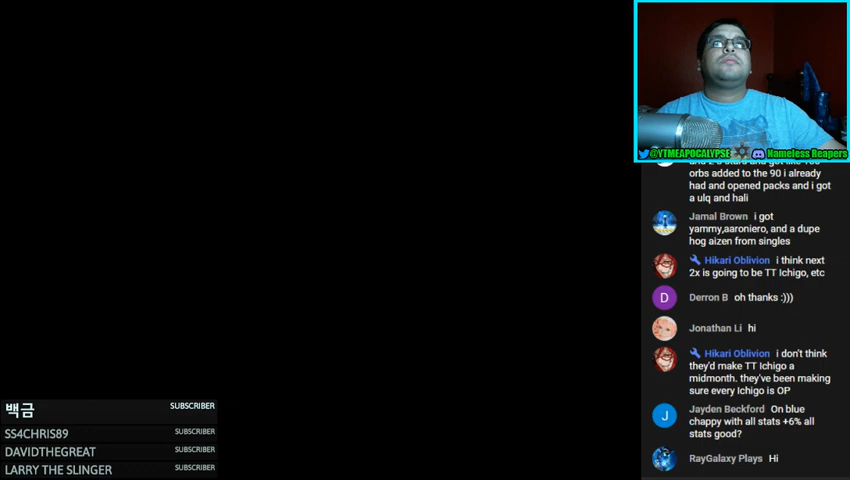 @YTMEAPOCALYPSE Nameless Reapers
orbs added to the 90 i already
had and opened packs and i got
a ulq and hali
Jamal Brown i got
yammy,aaroniero, and a dupe
hog aizen from singles
Hikari Oblivion i think next
2x is going to be TT Ichigo, etc
D Derron B oh thanks :)))
Jonathan Li hi
Hikari Oblivion i don't think
they'd make TT Ichigo a
midmonth. they've been making
sure every Ichigo is OP
J Jayden Beckford On blue
chappy with all stats +6% all
stats good?
RayGalaxy Plays Hi
백금 SUBSCRIBER
SS4CHRIS89 SUBSCRIBER
DAVIDTHEGREAT SUBSCRIBER
LARRY THE SLINGER SUBSCRIBER